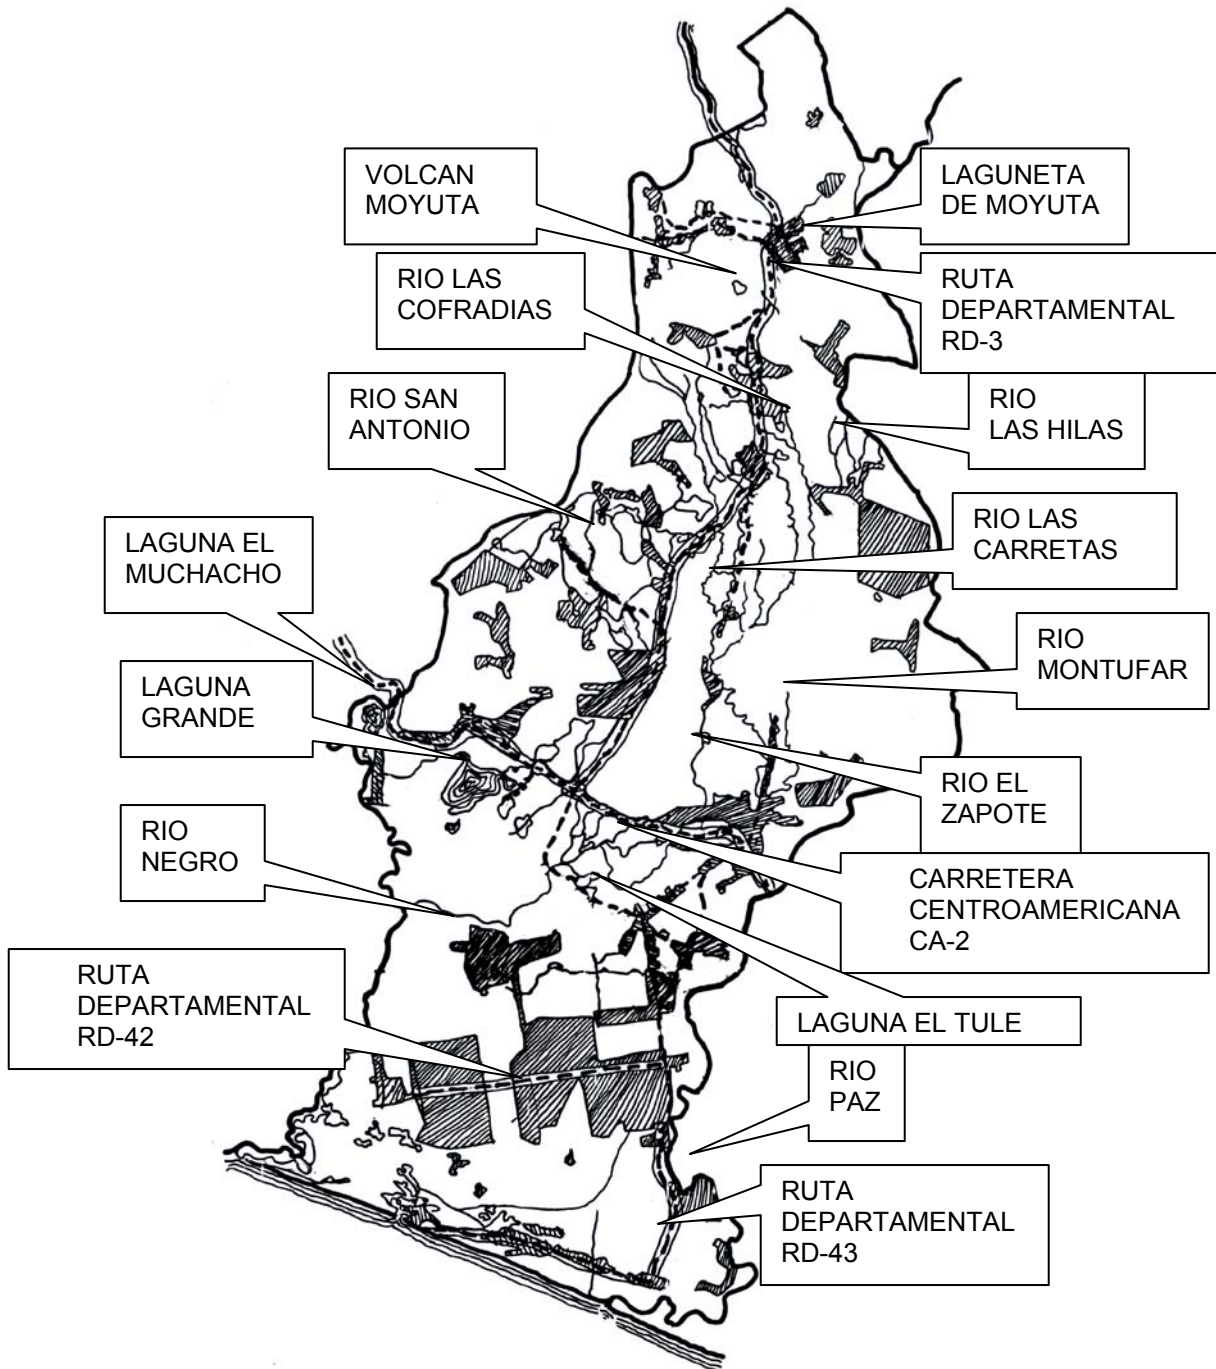 VOLCAN
MOYUTA
LAGUNETA
DE MOYUTA
RIO LAS
COFRADIAS
RUTA
DEPARTAMENTAL
RD-3
RIO SAN
ANTONIO
RIO
LAS HILAS
RIO LAS
CARRETAS
LAGUNA EL
MUCHACHO
RIO
MONTUFAR
LAGUNA
GRANDE
RIO EL
ZAPOTE
RIO
NEGRO
CARRETERA
CENTROAMERICANA
CA-2
RUTA
DEPARTAMENTAL
RD-42
LAGUNA EL TULE
RIO
PAZ
RUTA
DEPARTAMENTAL
RD-43